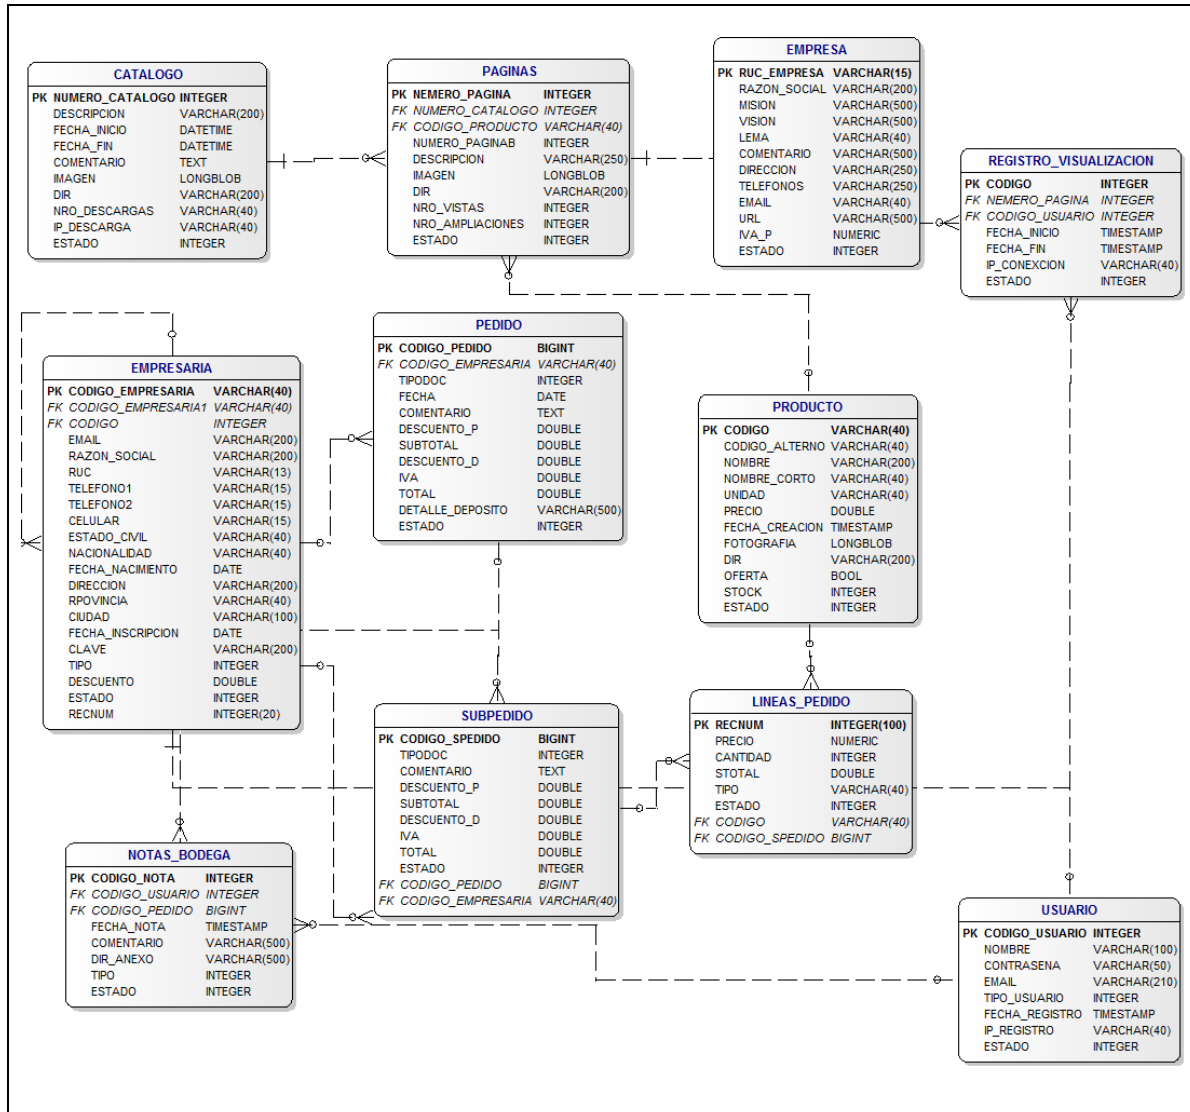 CATALOGO
PK NUMERO_CATALOGO INTEGER
DESCRIPCION VARCHAR(200)
FECHA_INICIO DATETIME
FECHA_FIN DATETIME
COMENTARIO TEXT
IMAGEN LONGBLOB
DIR VARCHAR(200)
NRO_DESCARGAS VARCHAR(40)
IP_DESCARGA VARCHAR(40)
ESTADO INTEGER
PAGINAS
PK NEMERO_PAGINA INTEGER
FK NUMERO_CATALOGO INTEGER
FK CODIGO_PRODUCTO VARCHAR(40)
NUMERO_PAGINAB INTEGER
DESCRIPCION VARCHAR(250)
IMAGEN LONGBLOB
DIR VARCHAR(200)
NRO_VISTAS INTEGER
NRO_AMPLIACIONES INTEGER
ESTADO INTEGER
EMPRESA
PK RUC_EMPRESA VARCHAR(15)
RAZON_SOCIAL VARCHAR(200)
MISION VARCHAR(500)
VISION VARCHAR(500)
LEMA VARCHAR(40)
COMENTARIO VARCHAR(500)
DIRECCION VARCHAR(250)
TELEFONOS VARCHAR(250)
EMAIL VARCHAR(40)
URL VARCHAR(500)
IVA_P NUMERIC
ESTADO INTEGER
REGISTRO_VISUALIZACION
PK CODIGO INTEGER
FK NEMERO_PAGINA INTEGER
FK CODIGO_USUARIO INTEGER
FECHA_INICIO TIMESTAMP
FECHA_FIN TIMESTAMP
IP_CONEXCION VARCHAR(40)
ESTADO INTEGER
EMPRESARIA
PK CODIGO_EMPRESARIA VARCHAR(40)
FK CODIGO_EMPRESARIA1 VARCHAR(40)
FK CODIGO INTEGER
EMAIL VARCHAR(200)
RAZON_SOCIAL VARCHAR(200)
RUC VARCHAR(13)
TELEFONO1 VARCHAR(15)
TELEFONO2 VARCHAR(15)
CELULAR VARCHAR(15)
ESTADO_CIVIL VARCHAR(40)
NACIONALIDAD VARCHAR(40)
FECHA_NACIMIENTO DATE
DIRECCION VARCHAR(200)
RPOVINCIA VARCHAR(40)
CIUDAD VARCHAR(100)
FECHA_INSCRIPCION DATE
CLAVE VARCHAR(200)
TIPO INTEGER
DESCUENTO DOUBLE
ESTADO INTEGER
RECNUM INTEGER(20)
PEDIDO
PK CODIGO_PEDIDO BIGINT
FK CODIGO_EMPRESARIA VARCHAR(40)
TIPODOC INTEGER
FECHA DATE
COMENTARIO TEXT
DESCUENTO_P DOUBLE
SUBTOTAL DOUBLE
DESCUENTO_D DOUBLE
IVA DOUBLE
TOTAL DOUBLE
DETALLE_DEPOSITO VARCHAR(500)
ESTADO INTEGER
PRODUCTO
PK CODIGO VARCHAR(40)
CODIGO_ALTERNO VARCHAR(40)
NOMBRE VARCHAR(200)
NOMBRE_CORTO VARCHAR(40)
UNIDAD VARCHAR(40)
PRECIO DOUBLE
FECHA_CREACION TIMESTAMP
FOTOGRAFIA LONGBLOB
DIR VARCHAR(200)
OFERTA BOOL
STOCK INTEGER
ESTADO INTEGER
SUBPEDIDO
PK CODIGO_SPEDIDO BIGINT
TIPODOC INTEGER
COMENTARIO TEXT
DESCUENTO_P DOUBLE
SUBTOTAL DOUBLE
DESCUENTO_D DOUBLE
IVA DOUBLE
TOTAL DOUBLE
ESTADO INTEGER
FK CODIGO_PEDIDO BIGINT
FK CODIGO_EMPRESARIA VARCHAR(40)
LINEAS_PEDIDO
PK RECNUM INTEGER(100)
PRECIO NUMERIC
CANTIDAD INTEGER
STOTAL DOUBLE
TIPO VARCHAR(40)
ESTADO INTEGER
FK CODIGO VARCHAR(40)
FK CODIGO_SPEDIDO BIGINT
NOTAS_BODEGA
PK CODIGO_NOTA INTEGER
FK CODIGO_USUARIO INTEGER
FK CODIGO_PEDIDO BIGINT
FECHA_NOTA TIMESTAMP
COMENTARIO VARCHAR(500)
DIR_ANEXO VARCHAR(500)
TIPO INTEGER
ESTADO INTEGER
USUARIO
PK CODIGO_USUARIO INTEGER
NOMBRE VARCHAR(100)
CONTRASENA VARCHAR(50)
EMAIL VARCHAR(210)
TIPO_USUARIO INTEGER
FECHA_REGISTRO TIMESTAMP
IP_REGISTRO VARCHAR(40)
ESTADO INTEGER